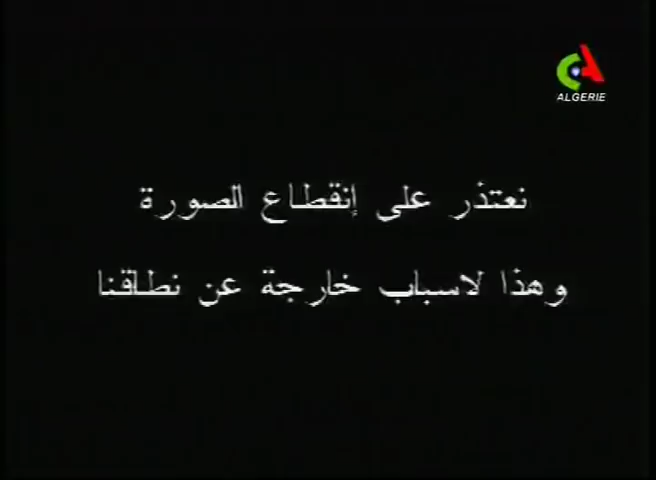 ALGERIE
نعتذر على إنقطاع الصورة
وهذا لاسباب خارجة عن نطاقنا